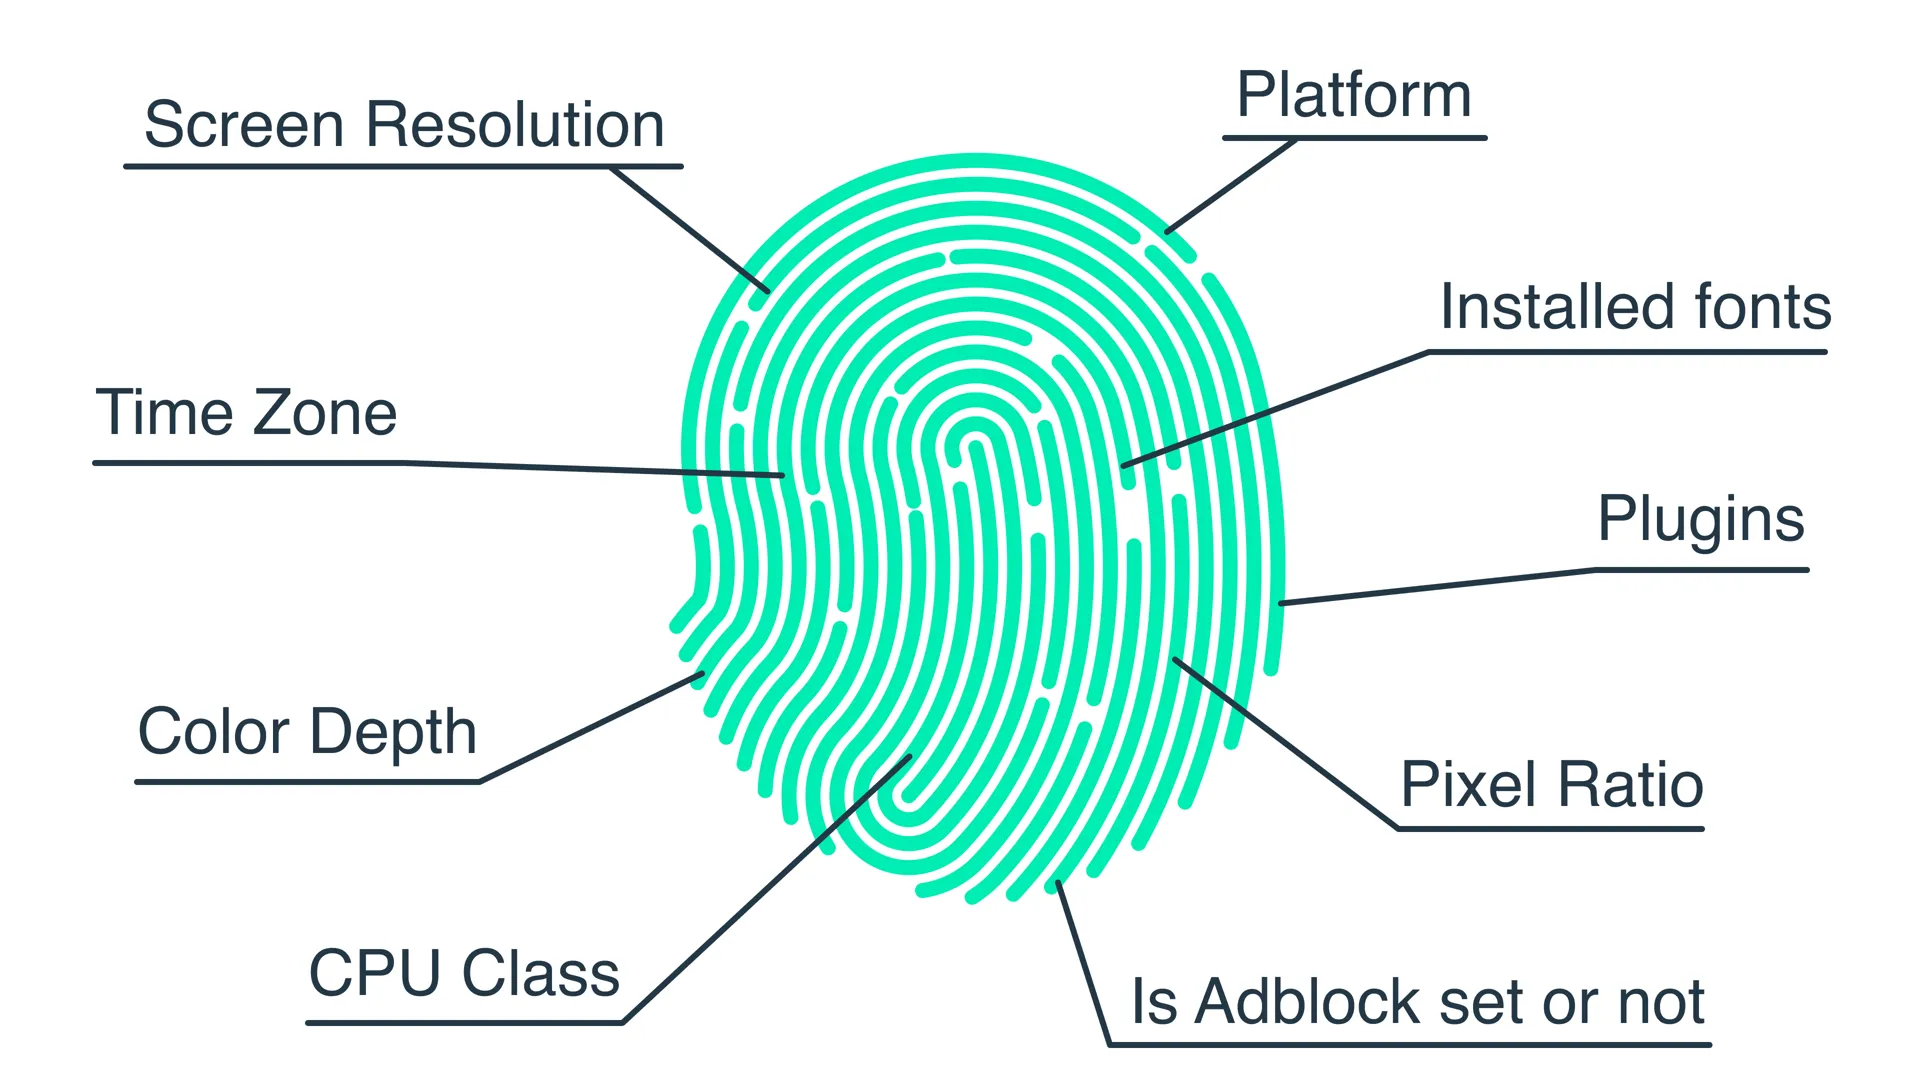 Screen Resolution
Platform
Installed fonts
Time Zone
Plugins
Color Depth
Pixel Ratio
CPU Class
Is Adblock set or not